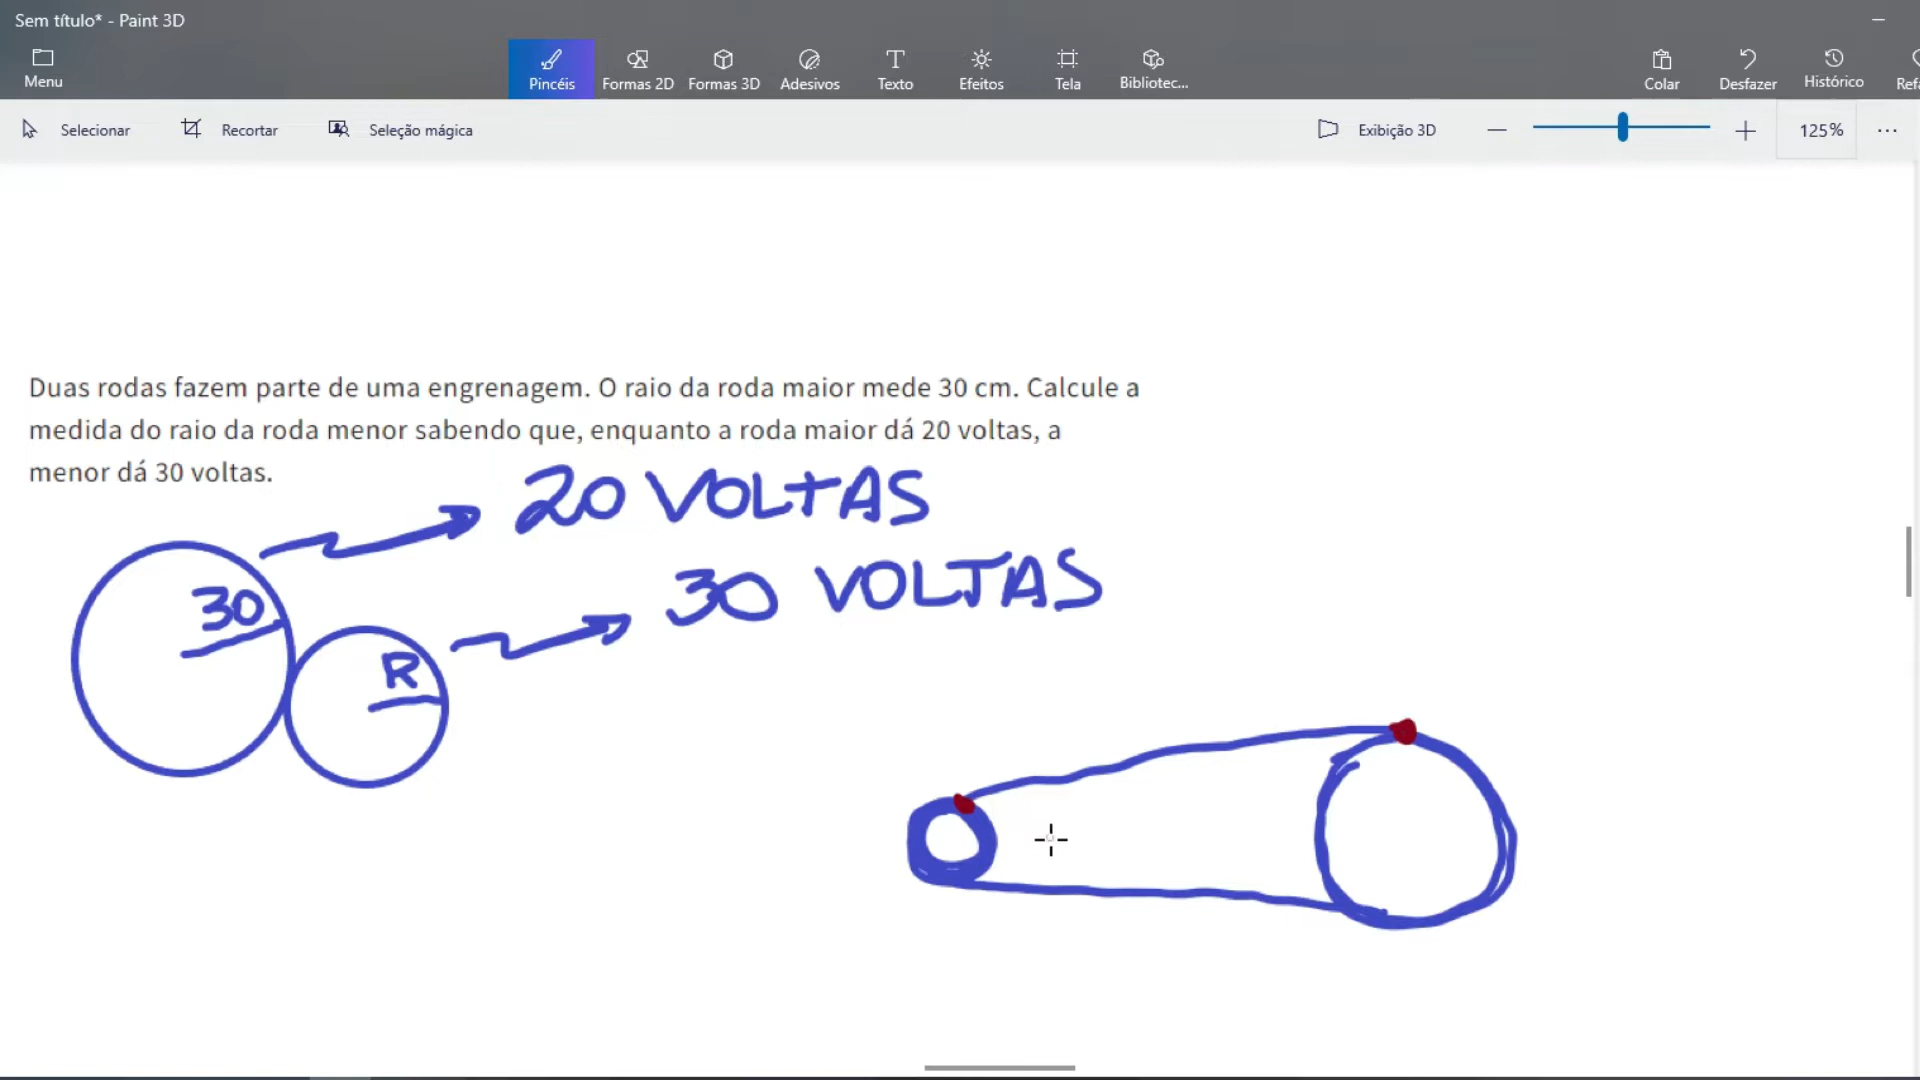 Sem título* - Paint 3D
Menu
Pincéis
Formas 2D
Formas 3D
Adesivos
Texto
Efeitos
Tela
Bibliotec...
Colar
Desfazer
Histórico
Selecionar
Recortar
Seleção mágica
Exibição 3D
125%
Duas rodas fazem parte de uma engrenagem. O raio da roda maior mede 30 cm. Calcule a
medida do raio da roda menor sabendo que, enquanto a roda maior dá 20 voltas, a
menor dá 30 voltas.
20 VOLTAS
30 VOLTAS
30
R